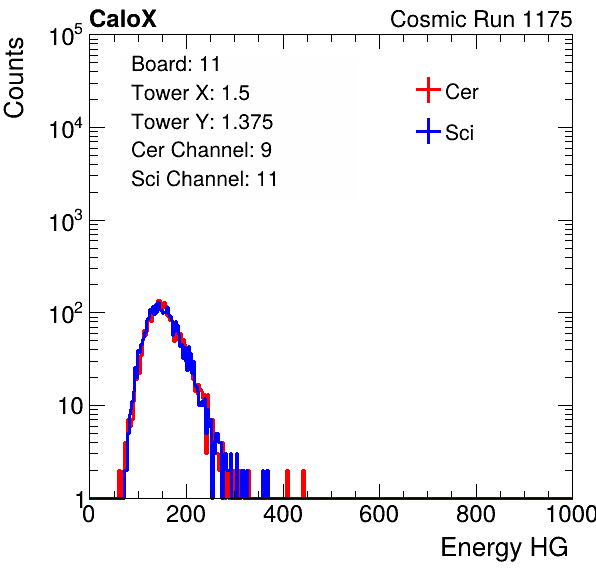 CaloX Cosmic Run 1175
Counts
10^5
10^4
10^3
10^2
10
1
Board: 11
Tower X: 1.5
Tower Y: 1.375
Cer Channel: 9
Sci Channel: 11
Cer
Sci
0 200 400 600 800 1000
Energy HG